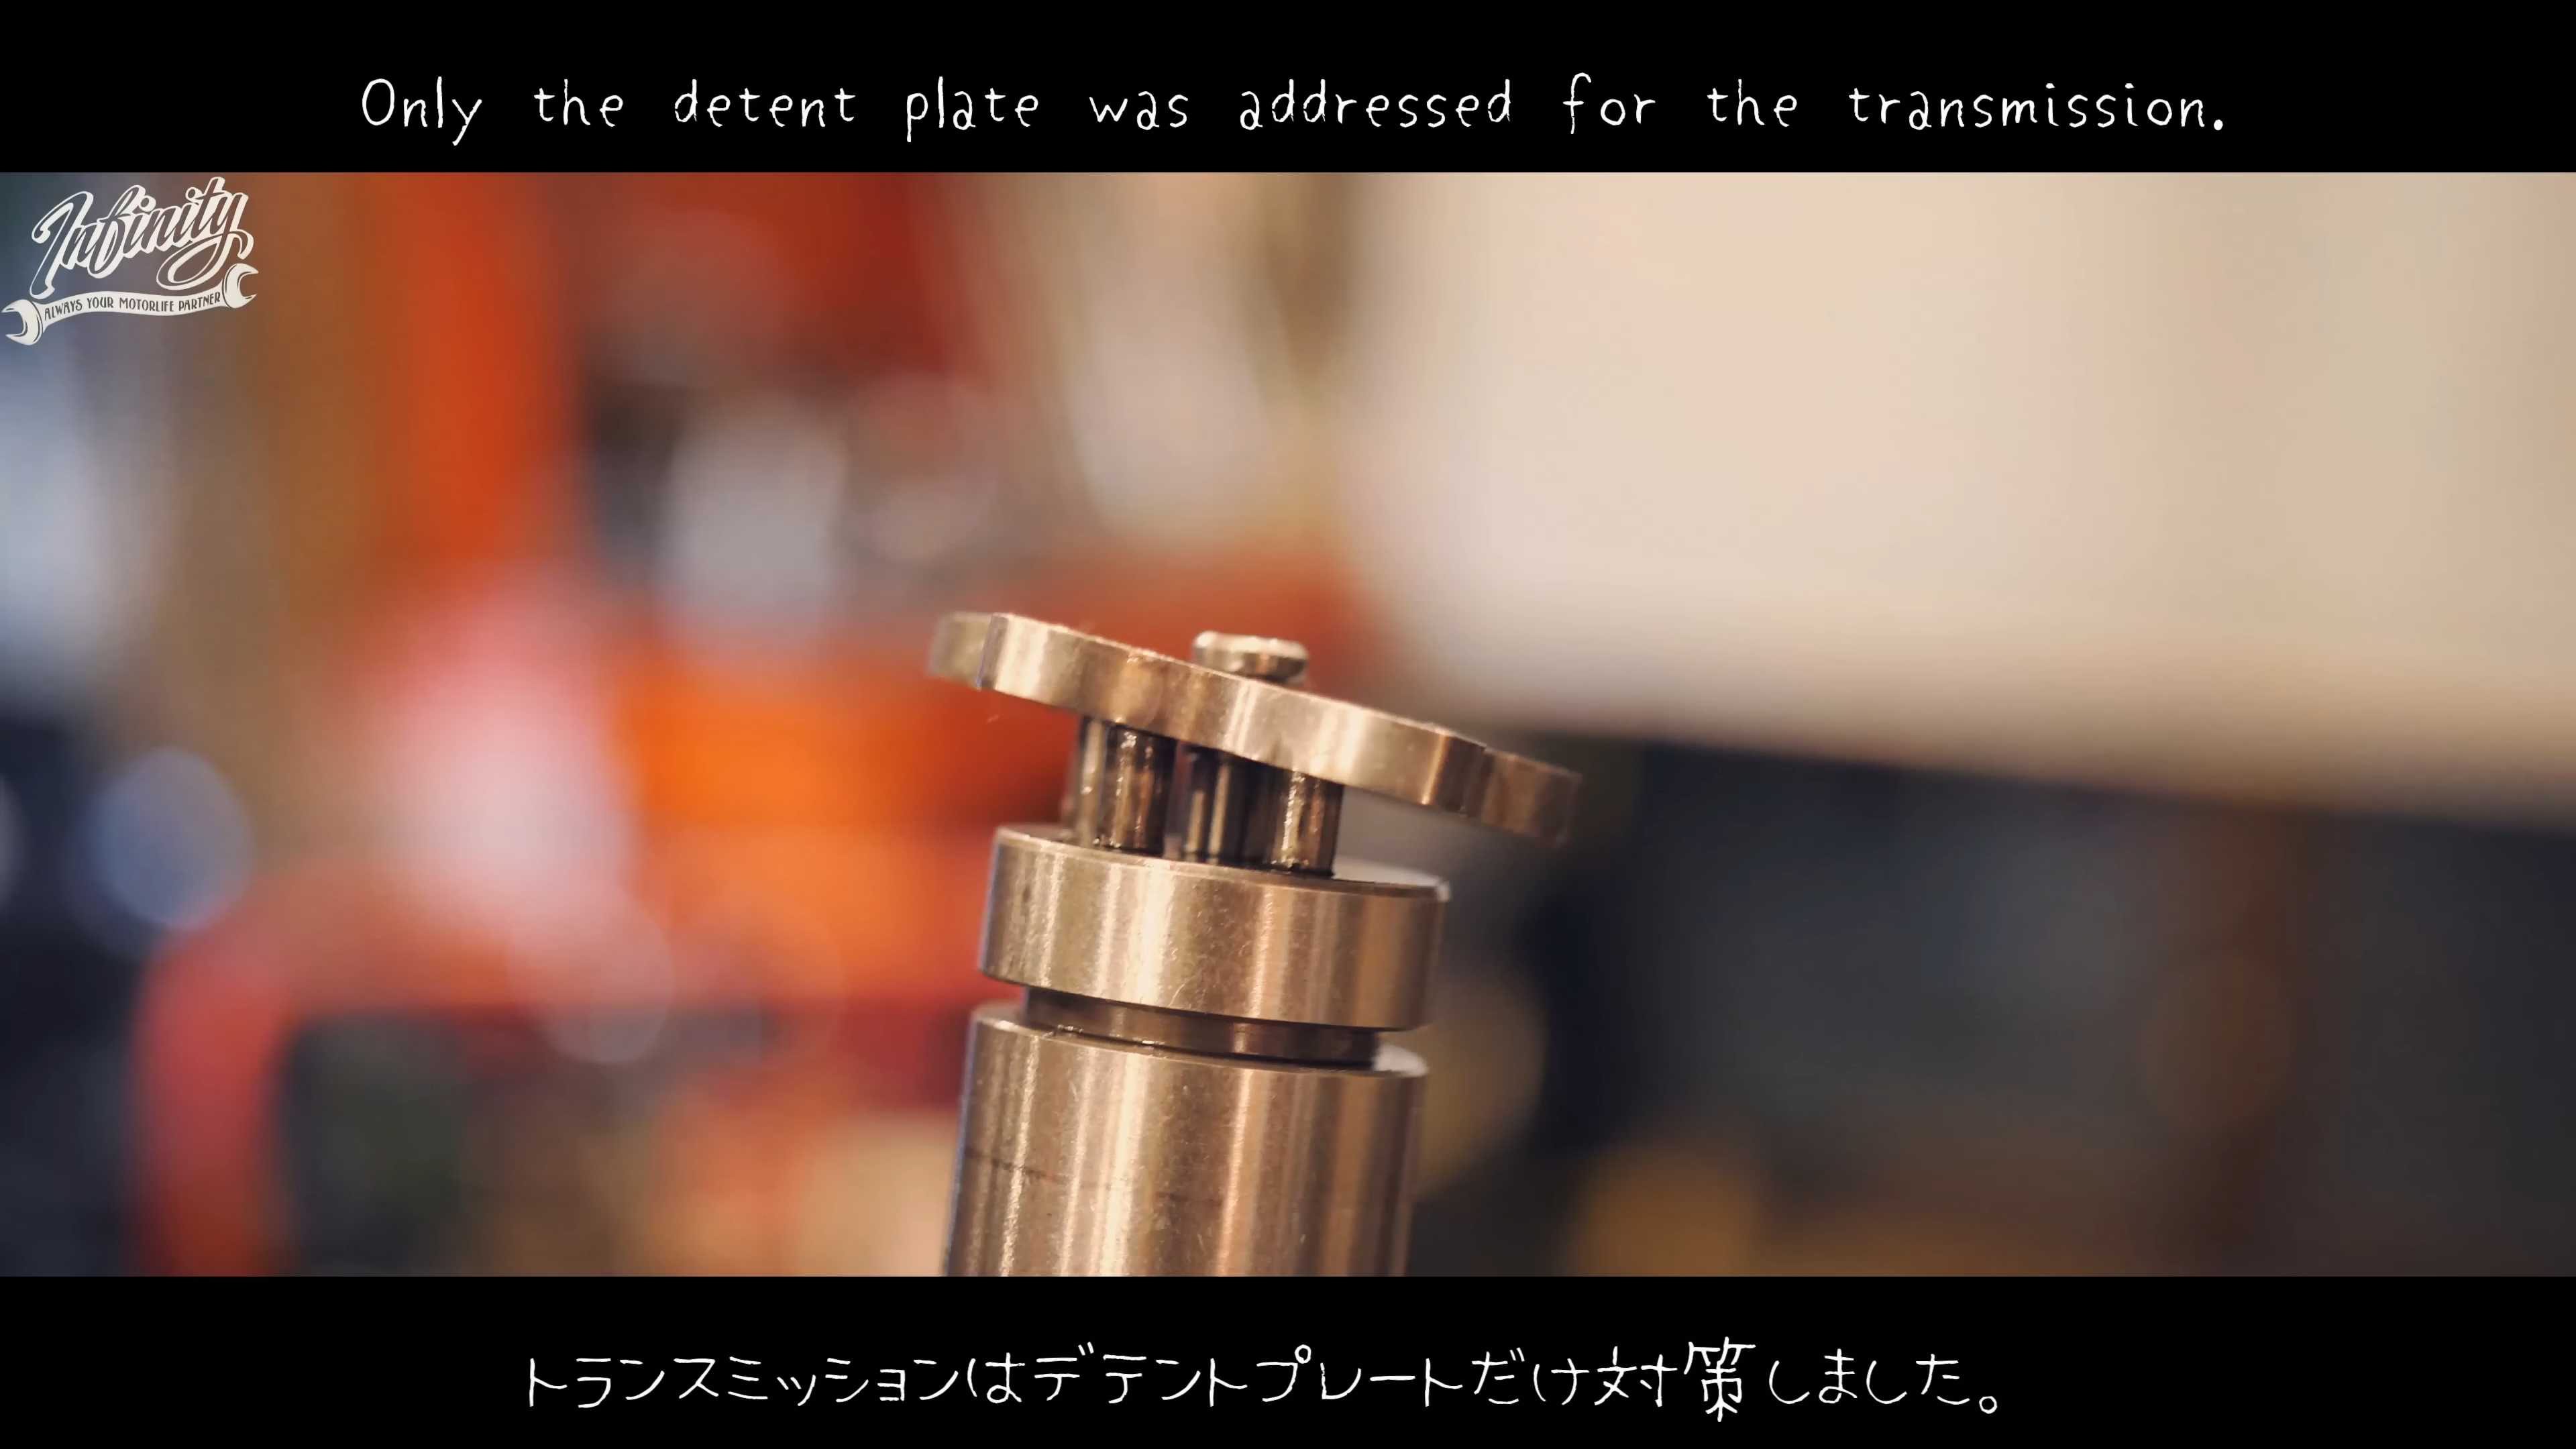 Only the detent plate was addressed for the transmission.
Infinity
ALWAYS YOUR MOTORLIFE PARTNER
トランスミッションはデテントプレートだけ対策しました。